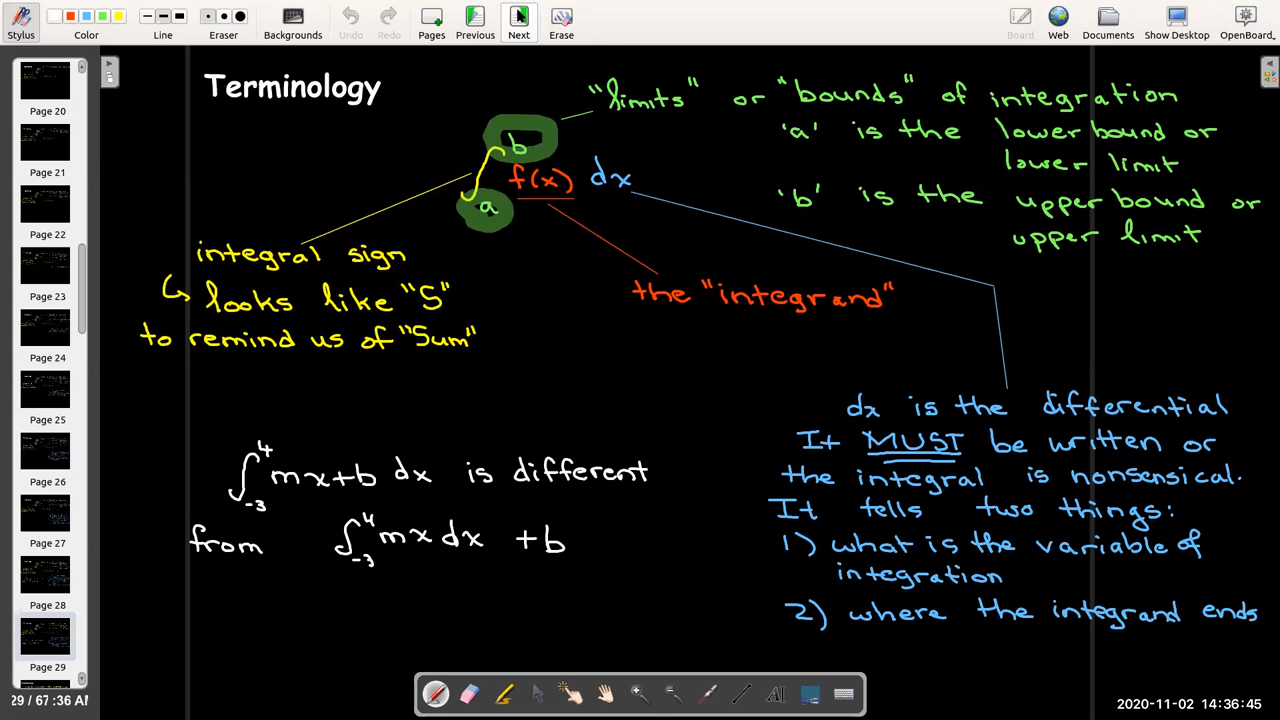 Stylus
Color
Line
Eraser
Backgrounds
Undo
Redo
Pages
Previous
Next
Erase
Board
Web
Documents
Show Desktop
OpenBoard
Page 20
Page 21
Page 22
Page 23
Page 24
Page 25
Page 26
Page 27
Page 28
Page 29
29 / 67:36 AM
Terminology
"limits" or "bounds" of integration
'a' is the lower bound or
lower limit
'b' is the upper bound or
upper limit
∫_a^b f(x) dx
integral sign
↳ looks like "S"
to remind us of "Sum"
the "integrand"
dx is the differential
It MUST be written or
the integral is nonsensical.
It tells two things:
1) what is the variable of
integration
2) where the integrand ends
∫_{-3}^4 mx+b dx is different
from ∫_{-3}^4 mx dx +b
AI
2020-11-02 14:36:45